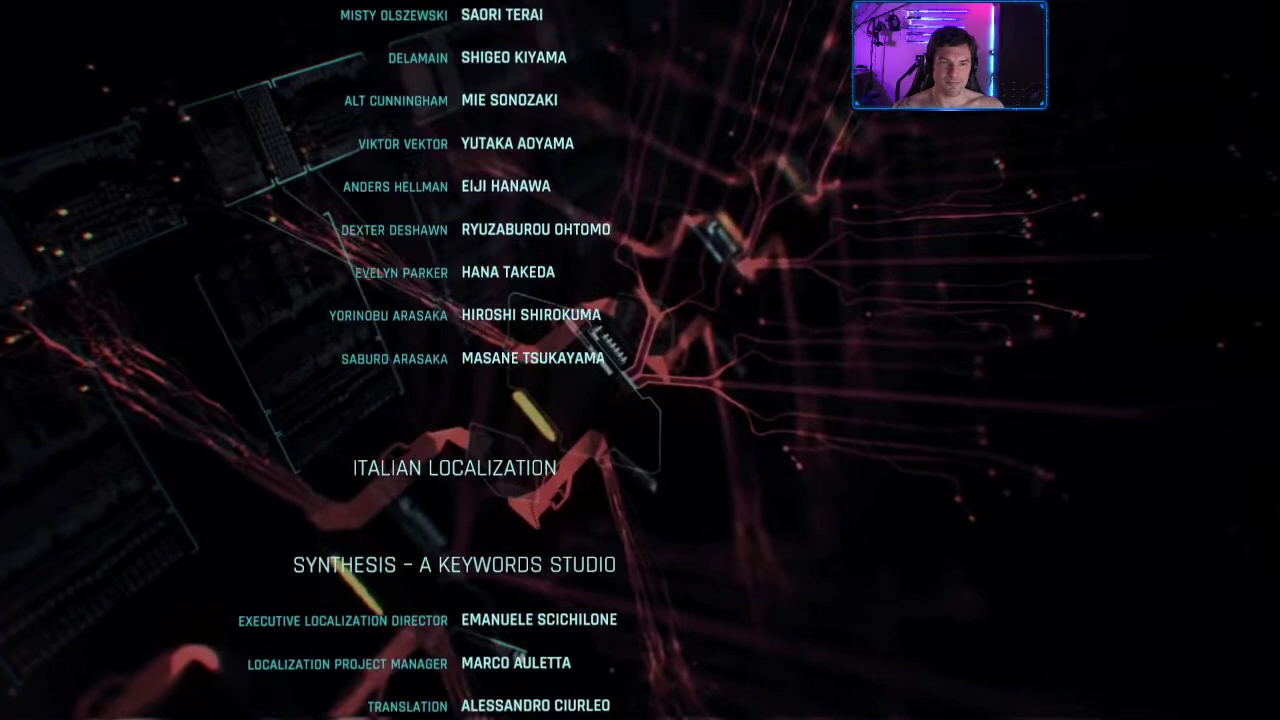 MISTY OLSZEWSKI SAORI TERAI
DELAMAIN SHIGEO KIYAMA
ALT CUNNINGHAM MIE SONOZAKI
VIKTOR VEKTOR YUTAKA AOYAMA
ANDERS HELLMAN EIJI HANAWA
DEXTER DESHAWN RYUZABUROU OHTOMO
EVELYN PARKER HANA TAKEDA
YORINOBU ARASAKA HIROSHI SHIROKUMA
SABURO ARASAKA MASANE TSUKAYAMA
ITALIAN LOCALIZATION
SYNTHESIS – A KEYWORDS STUDIO
EXECUTIVE LOCALIZATION DIRECTOR EMANUELE SCICHILONE
LOCALIZATION PROJECT MANAGER MARCO AULETTA
TRANSLATION ALESSANDRO CIURLEO